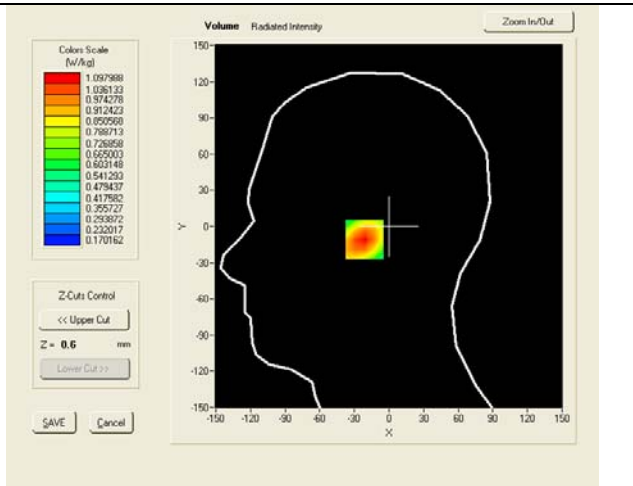 Volume Radiated Intensity
Zoom In/Out
Colors Scale
(W/kg)
1.097988
1.036133
0.974278
0.912423
0.850568
0.788713
0.726858
0.665003
0.603148
0.541293
0.479437
0.417582
0.355727
0.293872
0.232017
0.170162
Z-Cuts Control
<< Upper Cut
Z = 0.6 mm
Lower Cut >>
SAVE Cancel
150
120
90
60
30
0
-30
-60
-90
-120
-150
Y
-150 -120 -90 -60 -30 0 30 60 90 120 150
X